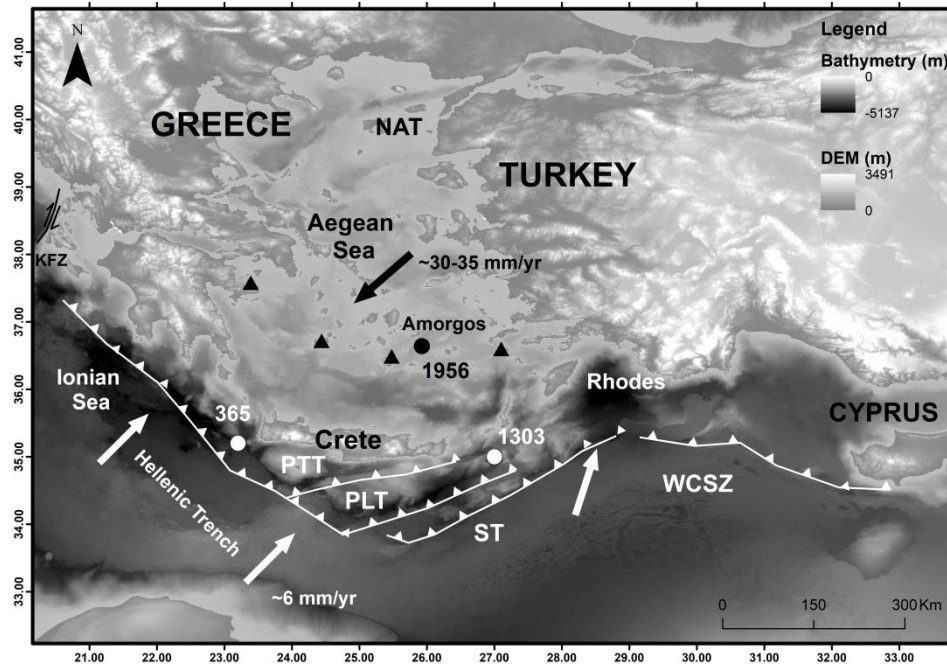 N
Legend
Bathymetry (m)
0
-5137
DEM (m)
3491
0
GREECE
NAT
TURKEY
Aegean
Sea
~30-35 mm/yr
KFZ
Amorgos
1956
Ionian
Sea
365
Rhodes
CYPRUS
Crete
1303
PTT
PLT
WCSZ
Hellenic Trench
ST
~6 mm/yr
0 150 300 Km
41.00
40.00
39.00
38.00
37.00
36.00
35.00
34.00
33.00
21.00 22.00 23.00 24.00 25.00 26.00 27.00 28.00 29.00 30.00 31.00 32.00 33.00